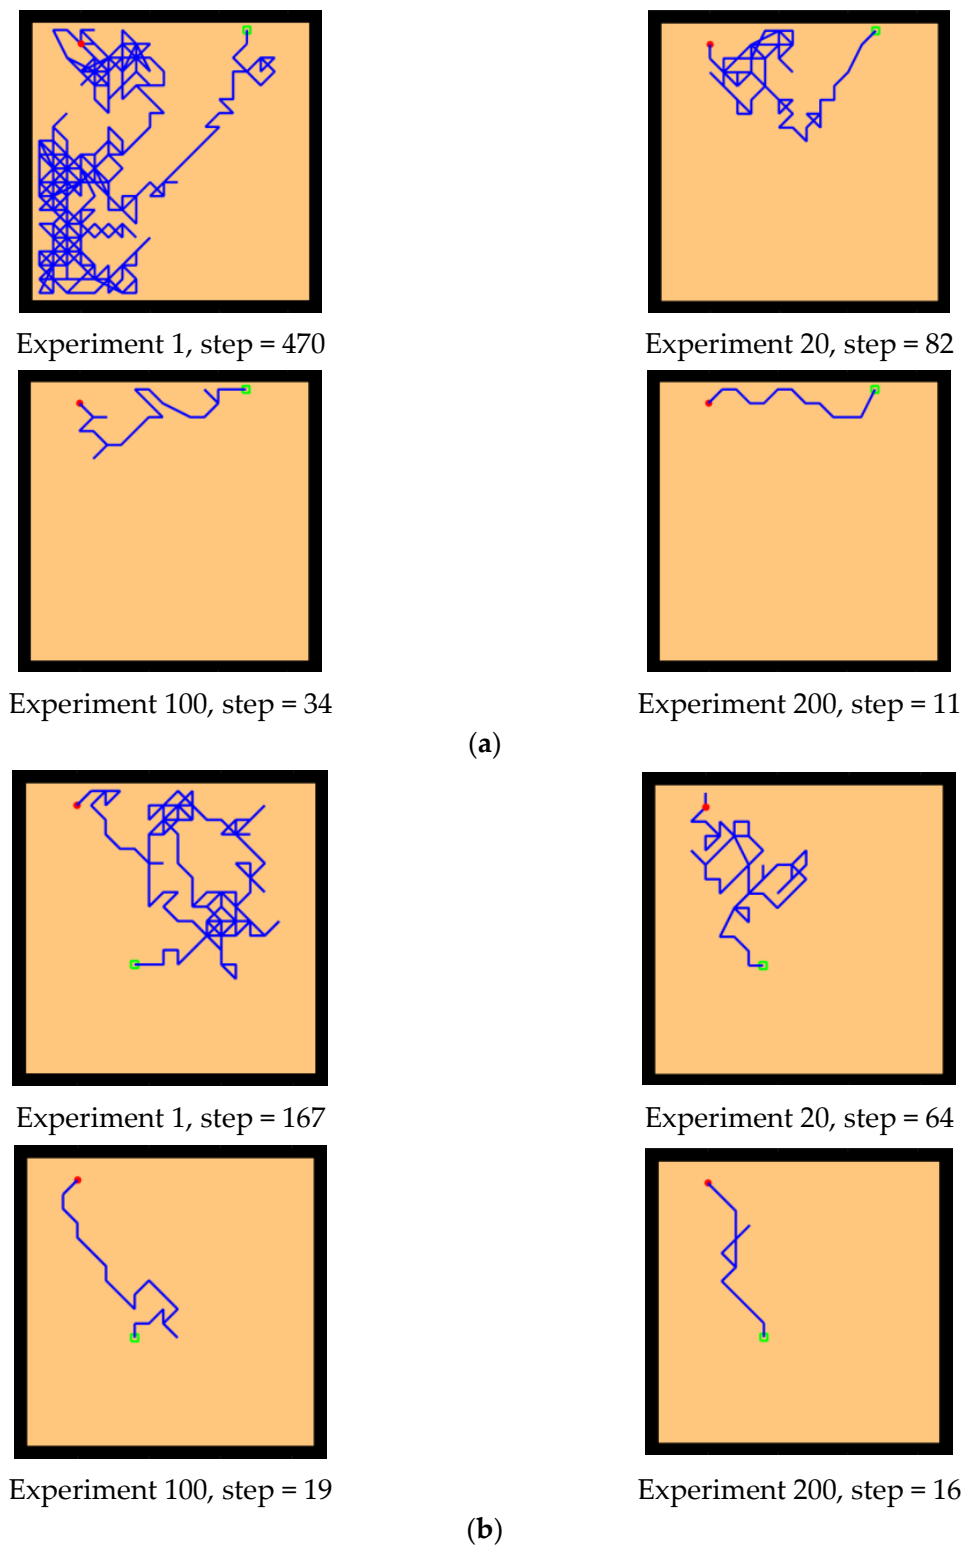 Experiment 1, step = 470
Experiment 20, step = 82
Experiment 100, step = 34
Experiment 200, step = 11
(a)
Experiment 1, step = 167
Experiment 20, step = 64
Experiment 100, step = 19
Experiment 200, step = 16
(b)